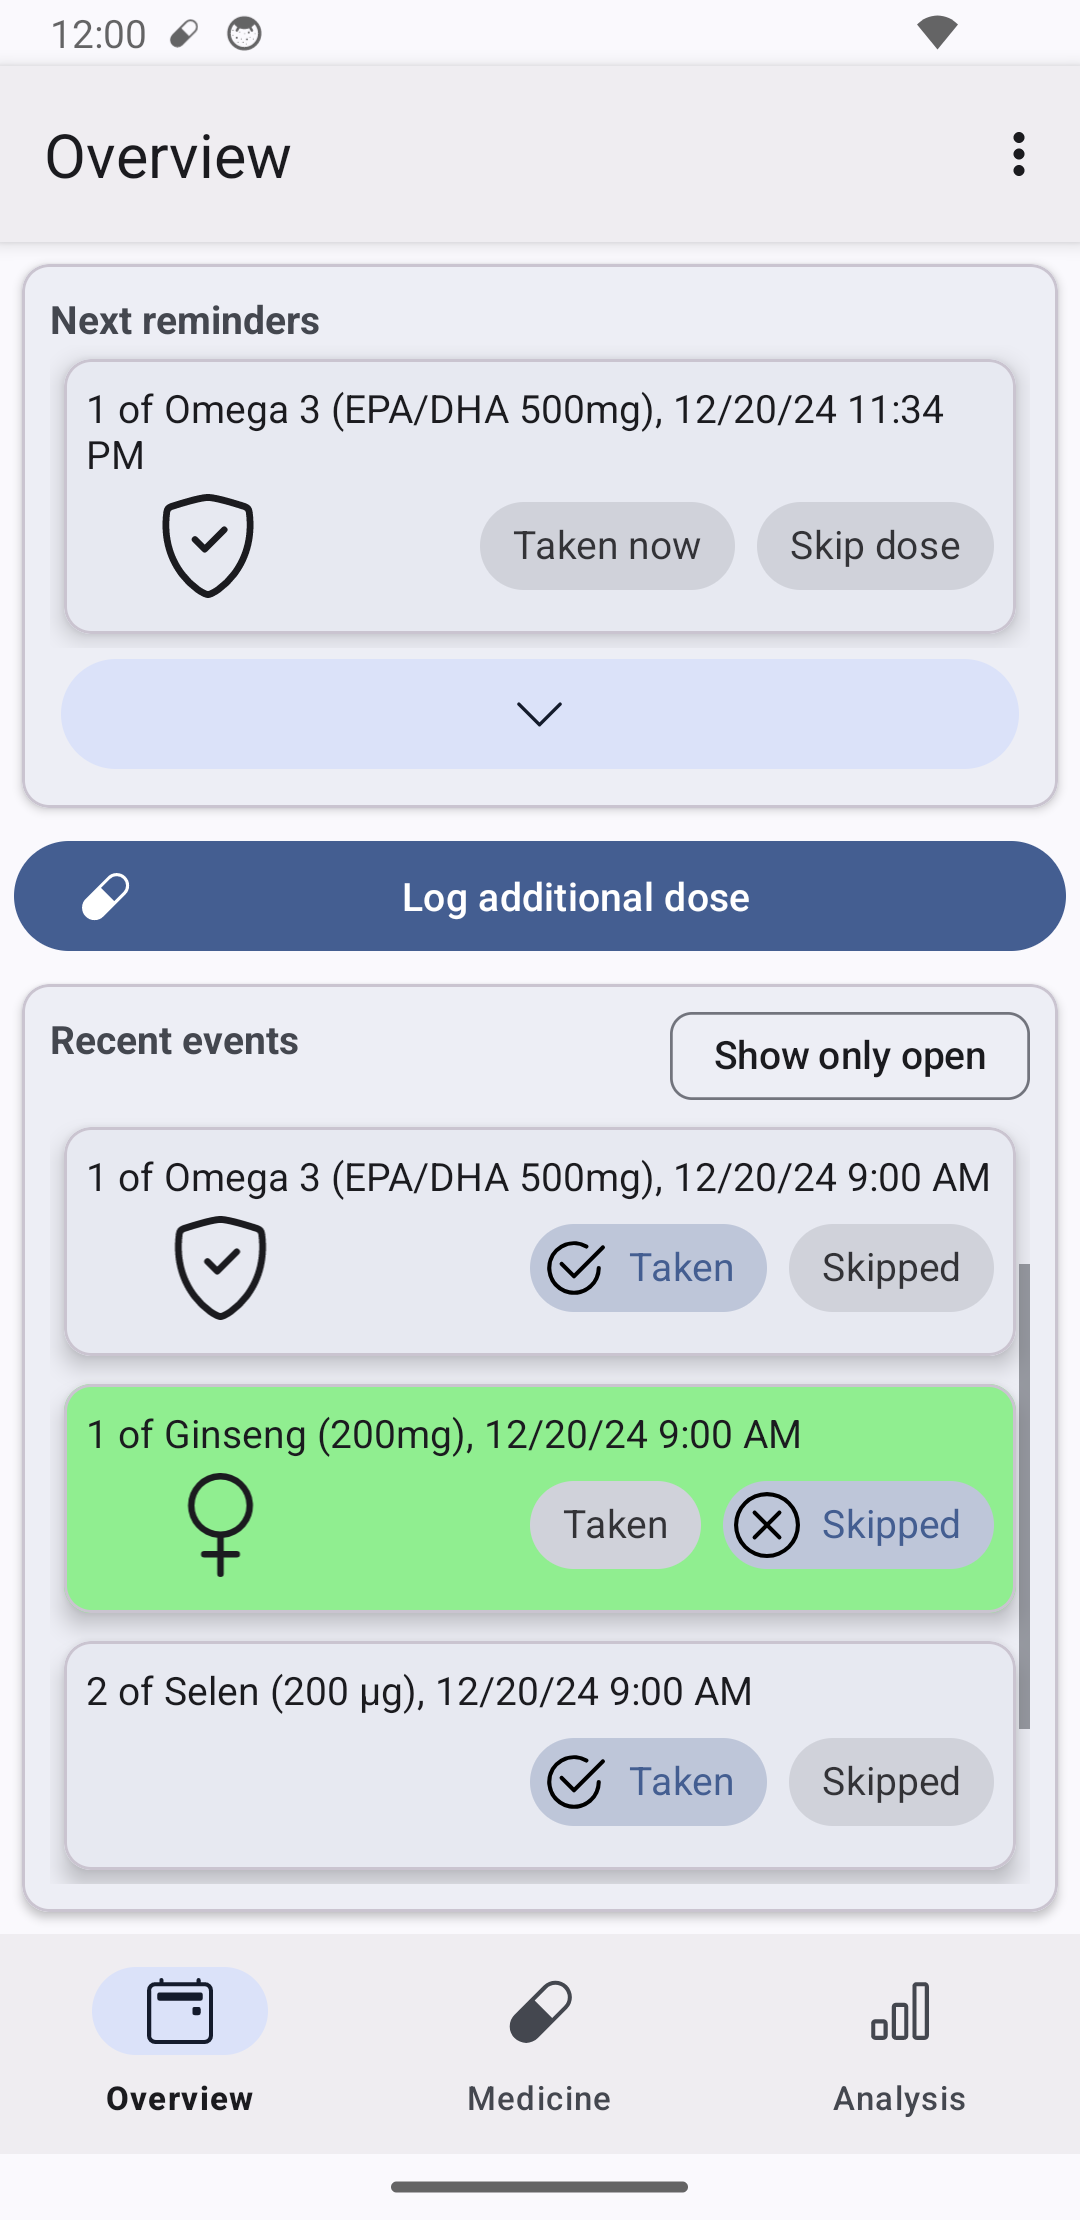 12:00
Overview
Next reminders
1 of Omega 3 (EPA/DHA 500mg), 12/20/24 11:34
PM
Taken now
Skip dose
Log additional dose
Recent events
Show only open
1 of Omega 3 (EPA/DHA 500mg), 12/20/24 9:00 AM
Taken
Skipped
1 of Ginseng (200mg), 12/20/24 9:00 AM
Taken
Skipped
2 of Selen (200 µg), 12/20/24 9:00 AM
Taken
Skipped
Overview
Medicine
Analysis